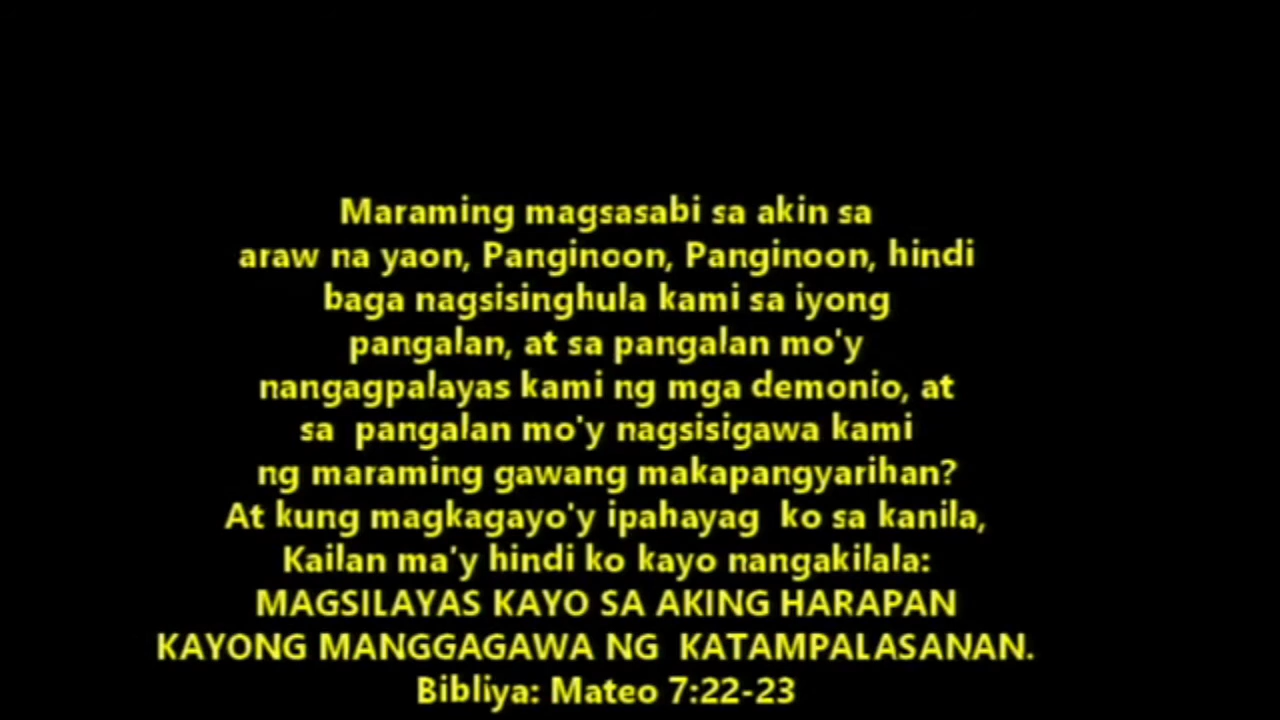 Maraming magsasabi sa akin sa
araw na yaon, Panginoon, Panginoon, hindi
baga nagsisinghula kami sa iyong
pangalan, at sa pangalan mo'y
nangagpalayas kami ng mga demonio, at
sa  pangalan mo'y nagsisigawa kami
ng maraming gawang makapangyarihan?
At kung magkagayo'y ipahayag  ko sa kanila,
Kailan ma'y hindi ko kayo nangakilala:
MAGSILAYAS KAYO SA AKING HARAPAN
KAYONG MANGGAGAWA NG  KATAMPALASANAN.
Bibliya: Mateo 7:22-23